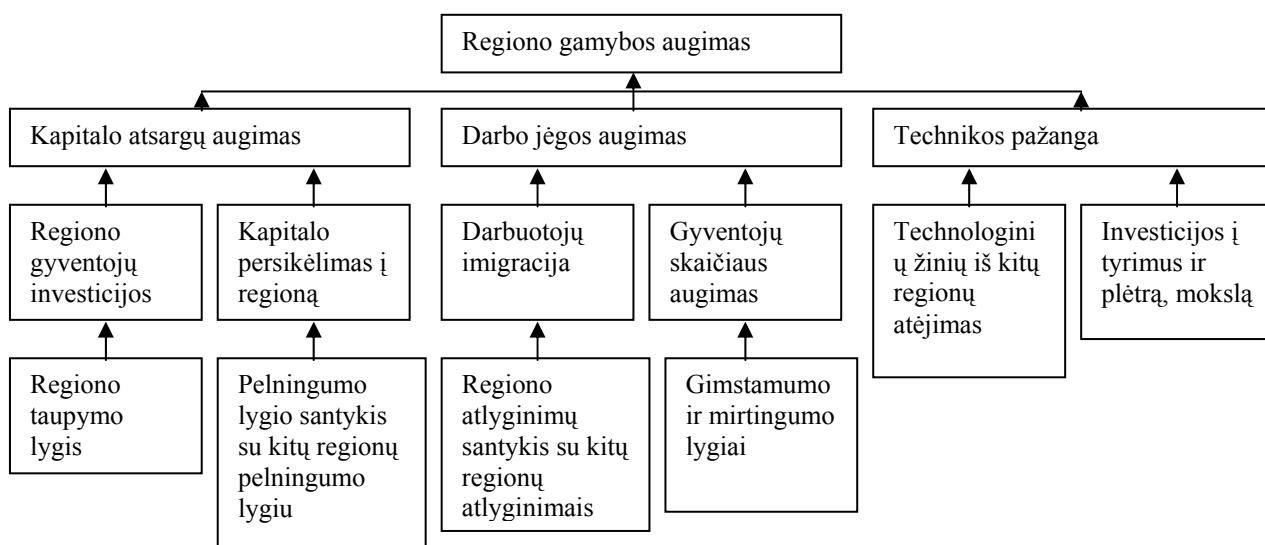 Regiono gamybos augimas
Kapitalo atsargų augimas
Darbo jėgos augimas
Technikos pažanga
Regiono
gyventojų
investicijos
Kapitalo
persikėlimas į
regioną
Darbuotojų
imigracija
Gyventojų
skaičiaus
augimas
Technologini
ų žinių iš kitų
regionų
atėjimas
Investicijos į
tyrimus ir
plėtrą, mokslą
Regiono
taupymo
lygis
Pelningumo
lygio santykis
su kitų regionų
pelningumo
lygiu
Regiono
atlyginimų
santykis su kitų
regionų
atlyginimais
Gimstamumo
ir mirtingumo
lygiai